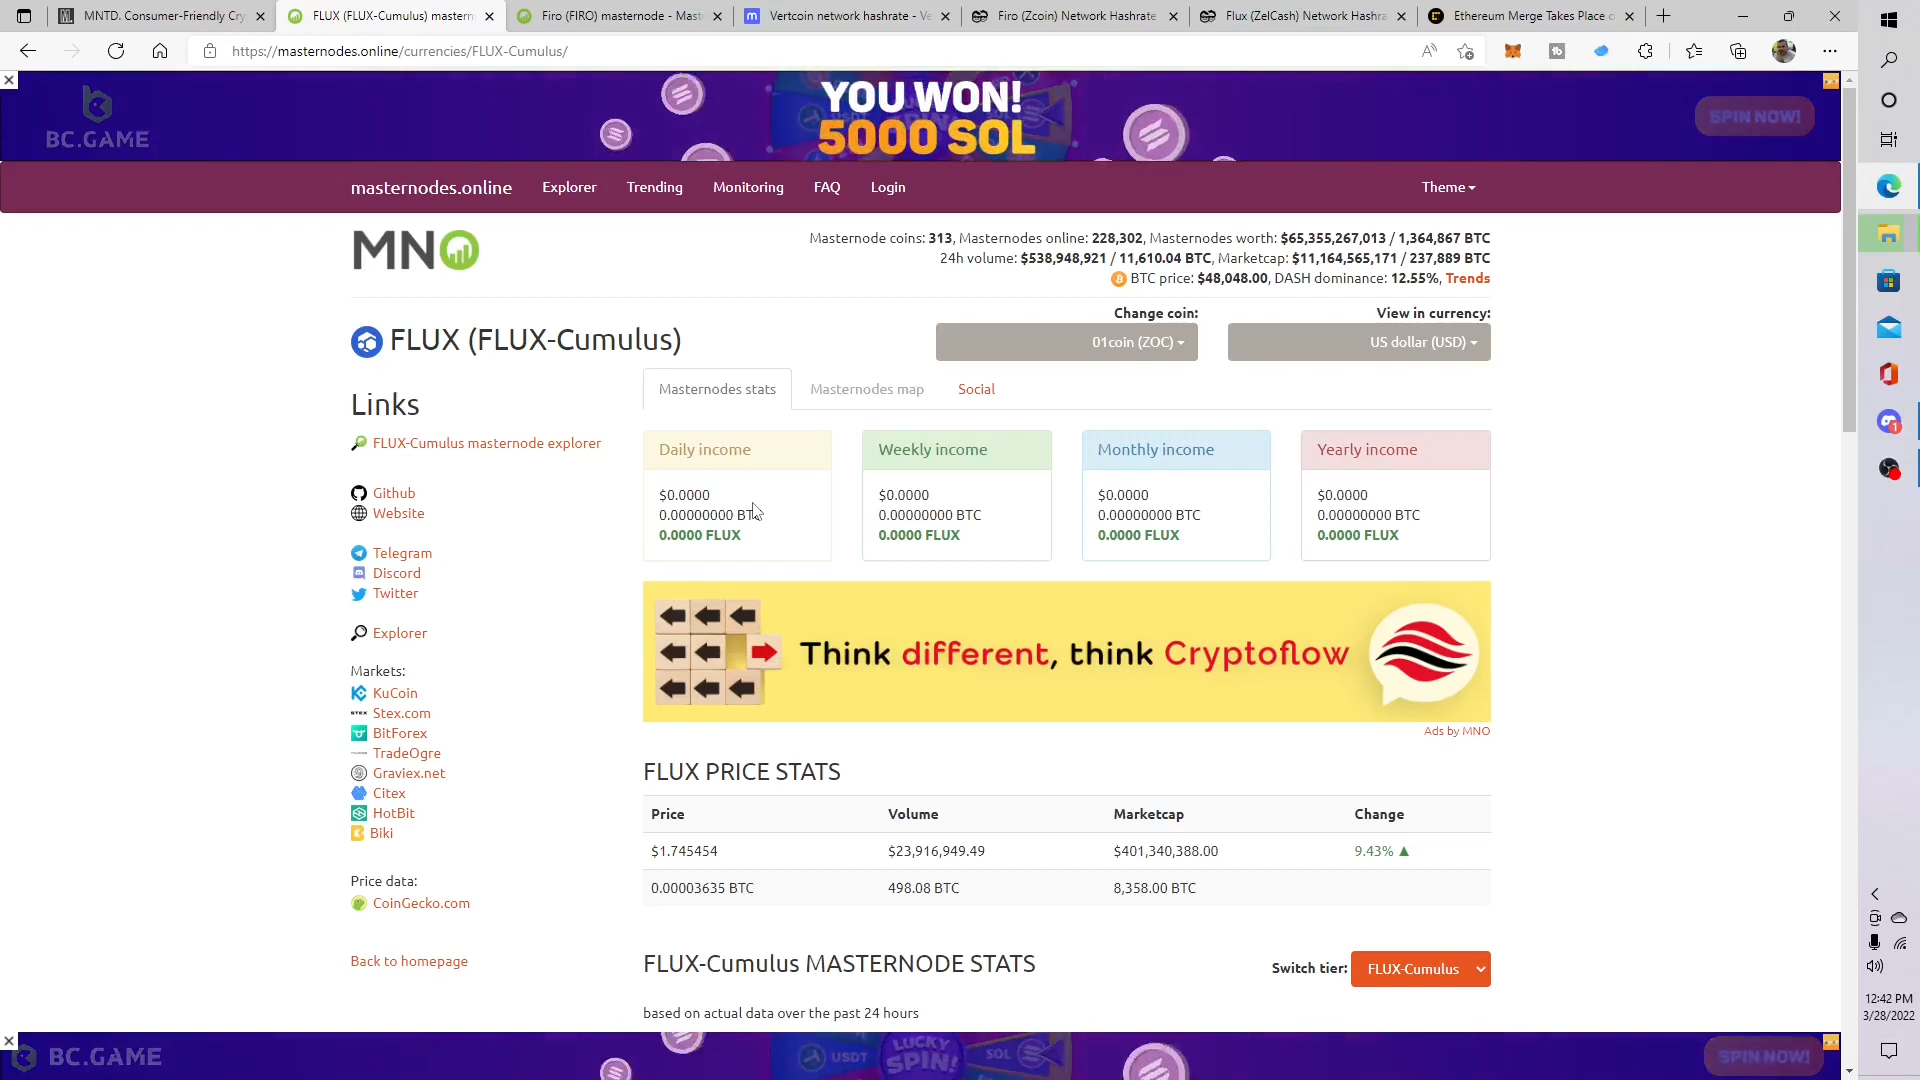 MNTD. Consumer-Friendly Cry
FLUX (FLUX-Cumulus) mastern
Firo (FIRO) masternode - Mast
Vertcoin network hashrate - Ve
Firo (Zcoin) Network Hashrate
Flux (ZelCash) Network Hashra
Ethereum Merge Takes Place o
https://masternodes.online/currencies/FLUX-Cumulus/
BC.GAME
YOU WON!
5000 SOL
SPIN NOW!
masternodes.online
Explorer
Trending
Monitoring
FAQ
Login
Theme
MNO
Masternode coins: 313, Masternodes online: 228,302, Masternodes worth: $65,355,267,013 / 1,364,867 BTC
24h volume: $538,948,921 / 11,610.04 BTC, Marketcap: $11,164,565,171 / 237,889 BTC
BTC price: $48,048.00, DASH dominance: 12.55%, Trends
FLUX (FLUX-Cumulus)
Change coin:
01coin (ZOC)
View in currency:
US dollar (USD)
Links
FLUX-Cumulus masternode explorer
Github
Website
Telegram
Discord
Twitter
Explorer
Markets:
KuCoin
Stex.com
BitForex
TradeOgre
Graviex.net
Citex
HotBit
Biki
Price data:
CoinGecko.com
Back to homepage
Masternodes stats
Masternodes map
Social
Daily income
$0.0000
0.00000000 BTC
0.0000 FLUX
Weekly income
$0.0000
0.00000000 BTC
0.0000 FLUX
Monthly income
$0.0000
0.00000000 BTC
0.0000 FLUX
Yearly income
$0.0000
0.00000000 BTC
0.0000 FLUX
Think different, think Cryptoflow
Ads by MNO
FLUX PRICE STATS
Price Volume Marketcap Change
$1.745454 $23,916,949.49 $401,340,388.00 9.43% ▲
0.00003635 BTC 498.08 BTC 8,358.00 BTC
FLUX-Cumulus MASTERNODE STATS
Switch tier: FLUX-Cumulus
based on actual data over the past 24 hours
BC.GAME
USDT
LUCKY
SPIN!
SOL
SPIN NOW!
1
12:42 PM
3/28/2022